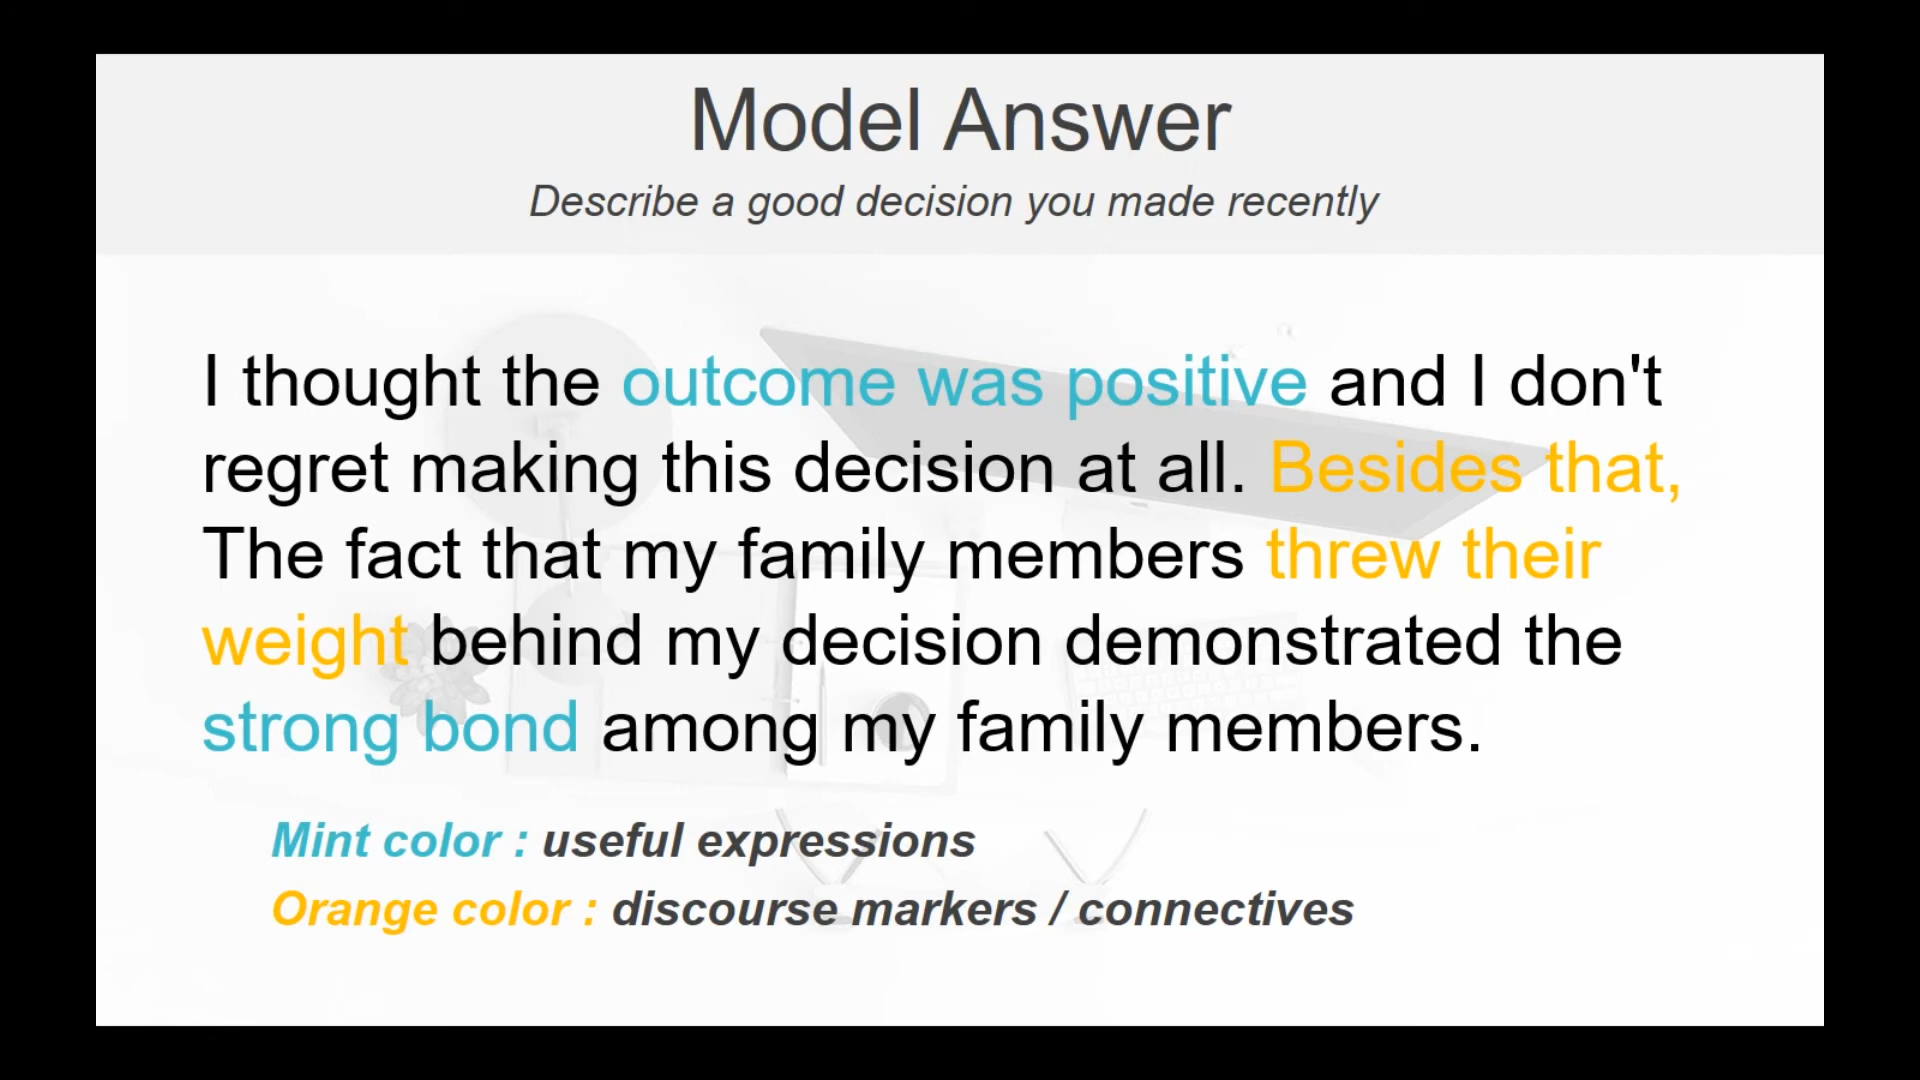 Model Answer
Describe a good decision you made recently
I thought the outcome was positive and I don't
regret making this decision at all. Besides that,
The fact that my family members threw their
weight behind my decision demonstrated the
strong bond among my family members.
Mint color : useful expressions
Orange color : discourse markers / connectives